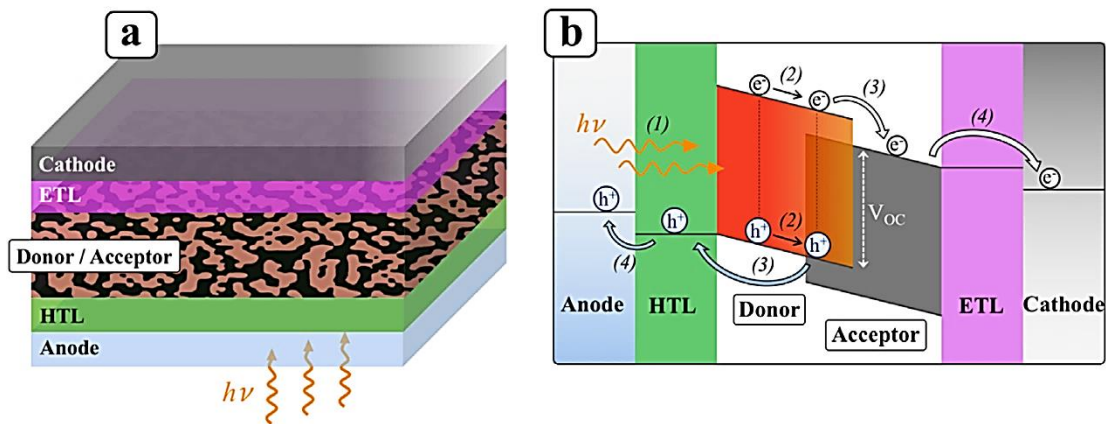 a
Cathode
ETL
Donor / Acceptor
HTL
Anode
hν
b
hν
(1)
e⁻
(2)
e⁻
(3)
e⁻
(4)
e⁻
V_OC
h⁺
h⁺
h⁺
(2)
h⁺
(4)
(3)
Anode
HTL
Donor
Acceptor
ETL
Cathode